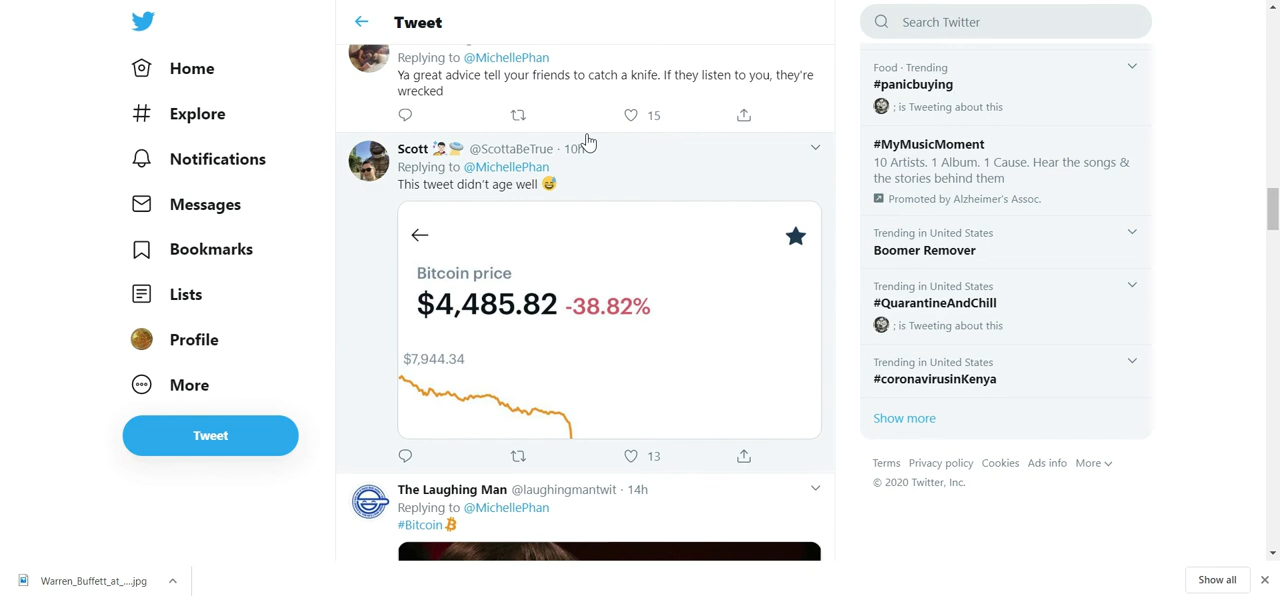 Home
Explore
Notifications
Messages
Bookmarks
Lists
Profile
More
Tweet
Tweet
Replying to @MichellePhan
Ya great advice tell your friends to catch a knife. If they listen to you, they're
wrecked
15
Scott @ScottaBeTrue · 10h
Replying to @MichellePhan
This tweet didn't age well 😅
Bitcoin price
$4,485.82 -38.82%
$7,944.34
13
The Laughing Man @laughingmantwit · 14h
Replying to @MichellePhan
#Bitcoin
Search Twitter
Food · Trending
#panicbuying
; is Tweeting about this
#MyMusicMoment
10 Artists. 1 Album. 1 Cause. Hear the songs &
the stories behind them
Promoted by Alzheimer's Assoc.
Trending in United States
Boomer Remover
Trending in United States
#QuarantineAndChill
; is Tweeting about this
Trending in United States
#coronavirusinKenya
Show more
Terms Privacy policy Cookies Ads info More
© 2020 Twitter, Inc.
Warren_Buffett_at_....jpg
Show all